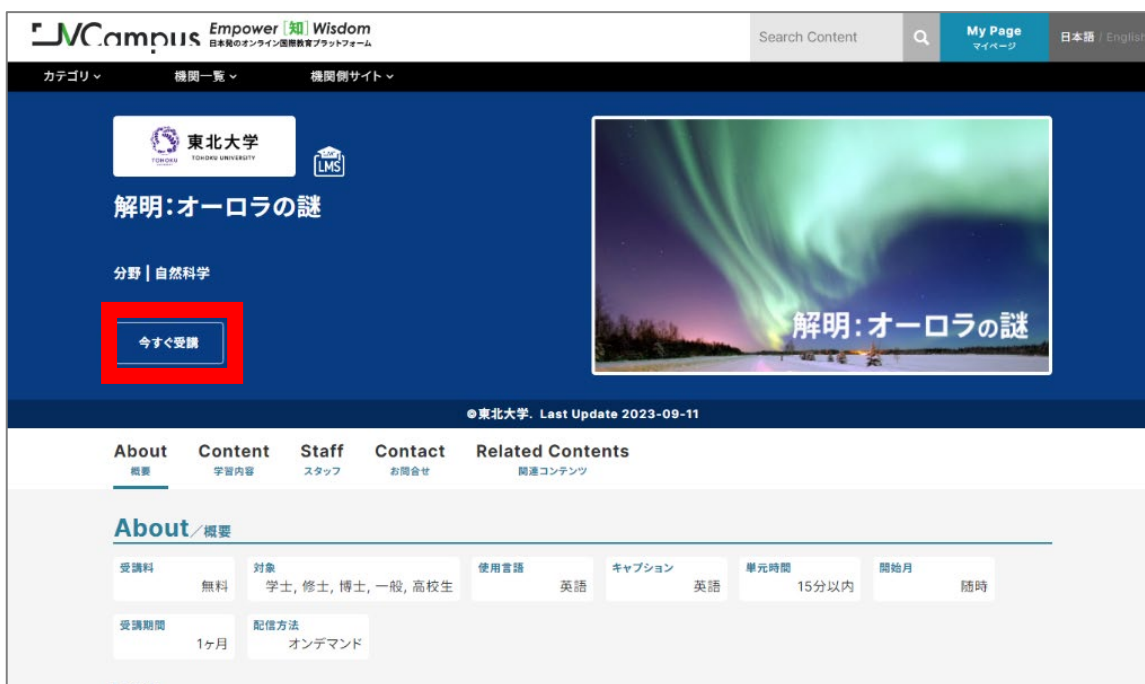 JVCampus Empower [知] Wisdom
日本発のオンライン国際教育プラットフォーム
Search Content
My Page
マイページ
日本語 / English
カテゴリ
機関一覧
機関側サイト
東北大学
TOHOKU UNIVERSITY
LMS
解明:オーロラの謎
分野 | 自然科学
今すぐ受講
解明:オーロラの謎
©東北大学. Last Update 2023-09-11
About
概要
Content
学習内容
Staff
スタッフ
Contact
お問合せ
Related Contents
関連コンテンツ
About/概要
受講料
無料
対象
学士, 修士, 博士, 一般, 高校生
使用言語
英語
キャプション
英語
単元時間
15分以内
開始月
随時
受講期間
1ヶ月
配信方法
オンデマンド